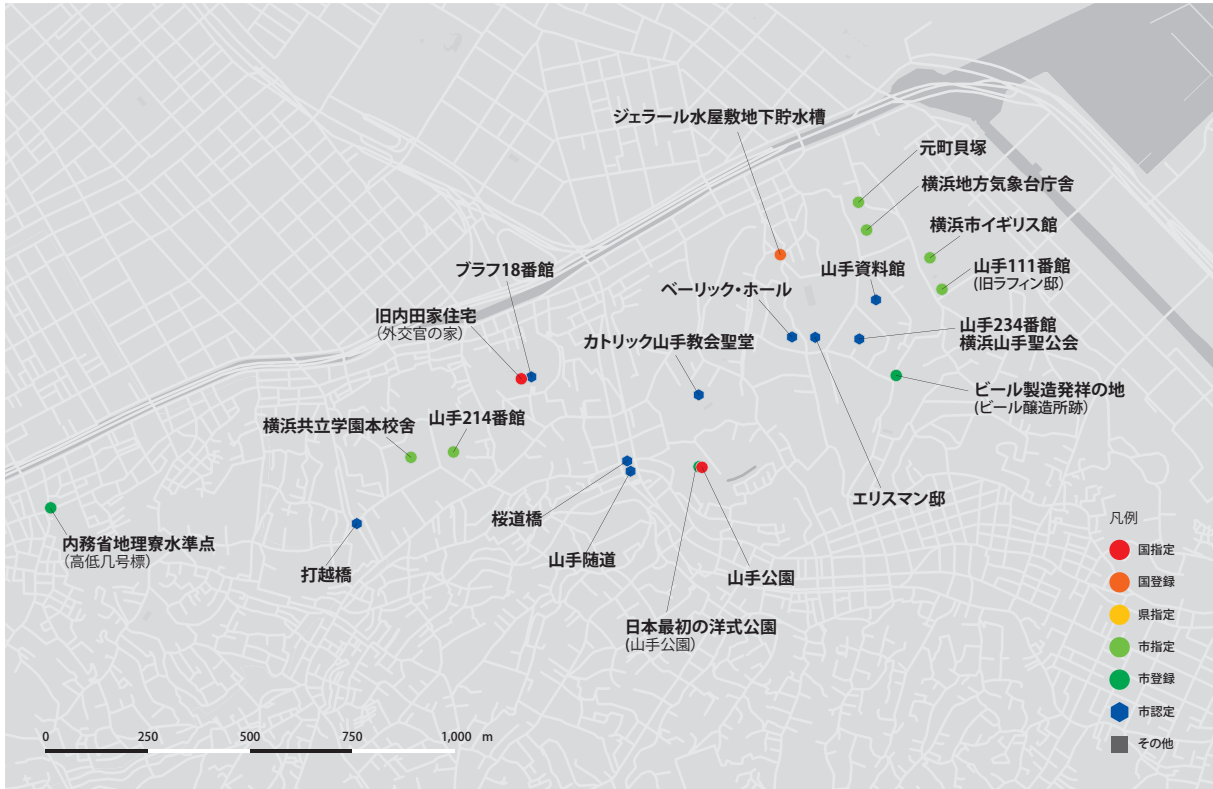 ジェラール水屋敷地下貯水槽
元町貝塚
横浜地方気象台庁舎
横浜市イギリス館
山手111番館
(旧ラフィン邸)
山手資料館
ブラフ18番館
ベーリック・ホール
旧内田家住宅
(外交官の家)
カトリック山手教会聖堂
山手234番館
横浜山手聖公会
ビール製造発祥の地
(ビール醸造所跡)
横浜共立学園本校舎
山手214番館
エリスマン邸
桜道橋
内務省地理寮水準点
(高低几号標)
打越橋
山手随道
山手公園
日本最初の洋式公園
(山手公園)
凡例
国指定
国登録
県指定
市指定
市登録
市認定
その他
0 250 500 750 1,000 m